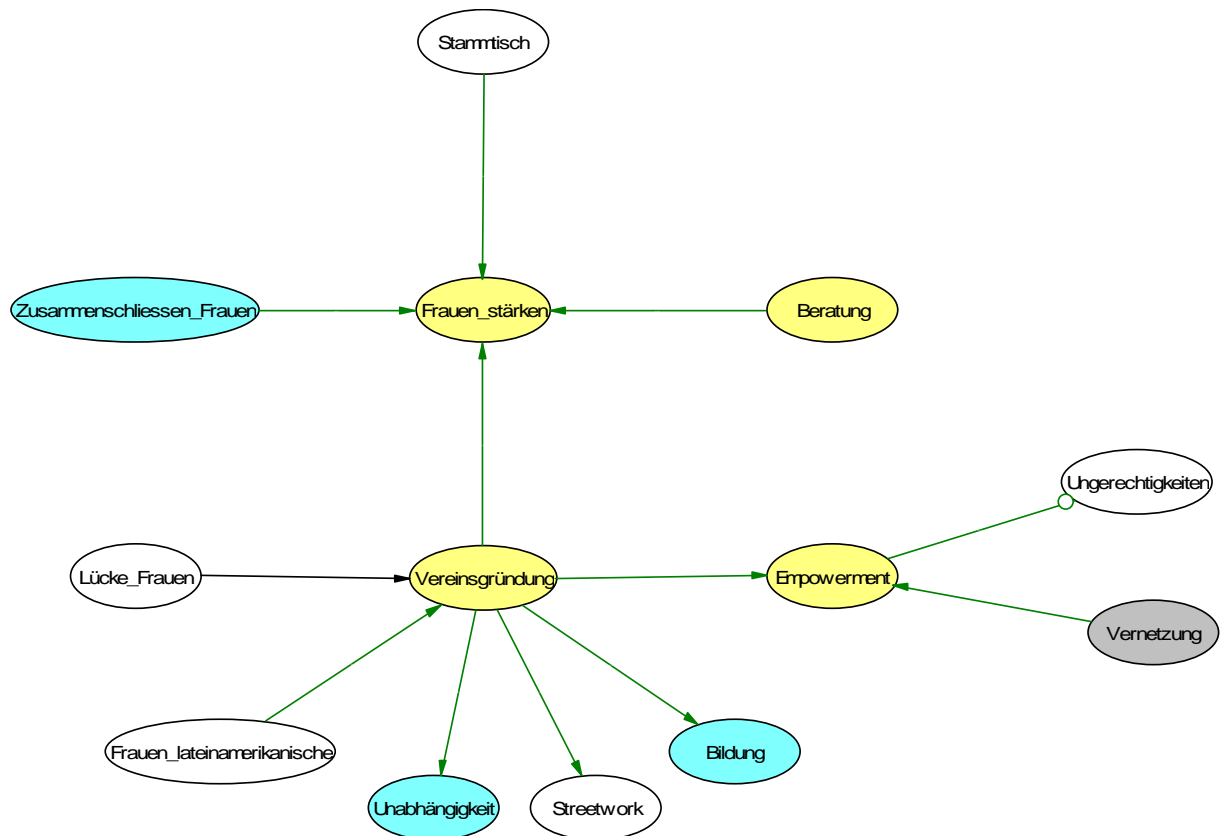 Stammtisch
Zusammenschliessen_Frauen
Frauen_stärken
Beratung
Ungerechtigkeiten
Lücke_Frauen
Vereinsgründung
Empowerment
Vernetzung
Frauen_lateinamerikanische
Bildung
Unabhängigkeit
Streetwork